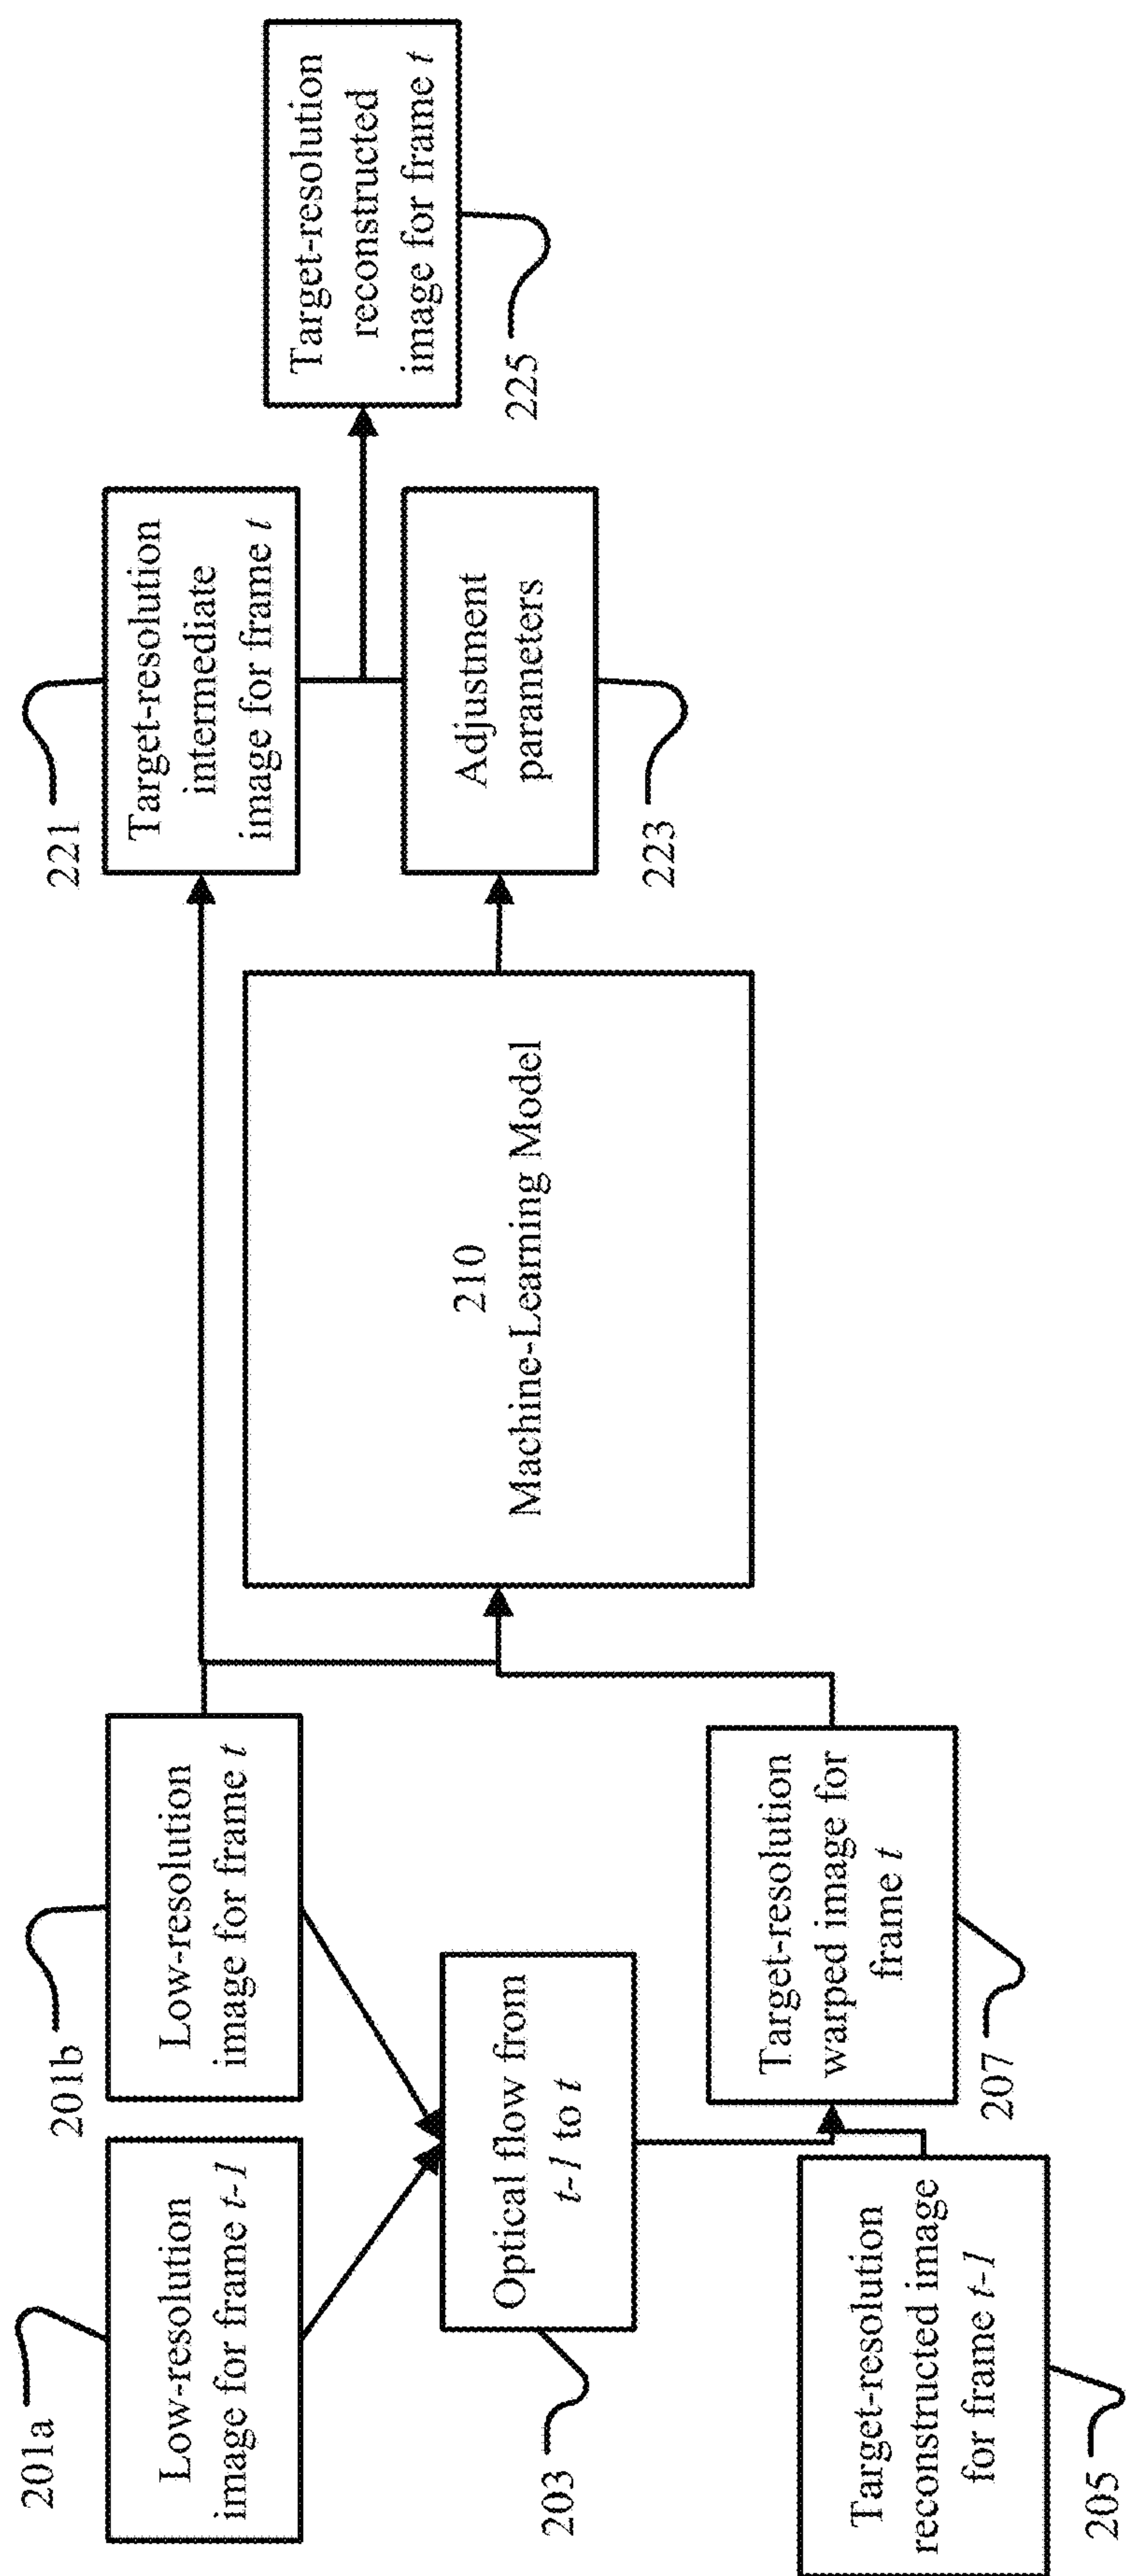 201a
Low-resolution
image for frame t-1
201b
Low-resolution
image for frame t
203
Optical flow from
t-1 to t
205
Target-resolution
reconstructed image
for frame t-1
207
Target-resolution
warped image for
frame t
210
Machine-Learning Model
221
Target-resolution
intermediate
image for frame t
223
Adjustment
parameters
225
Target-resolution
reconstructed
image for frame t